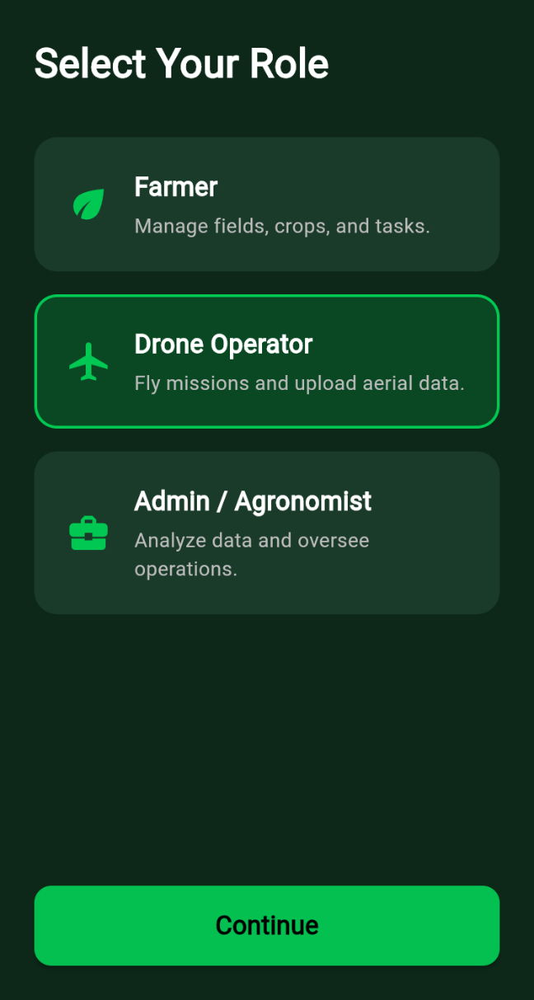 Select Your Role
Farmer
Manage fields, crops, and tasks.
Drone Operator
Fly missions and upload aerial data.
Admin / Agronomist
Analyze data and oversee
operations.
Continue